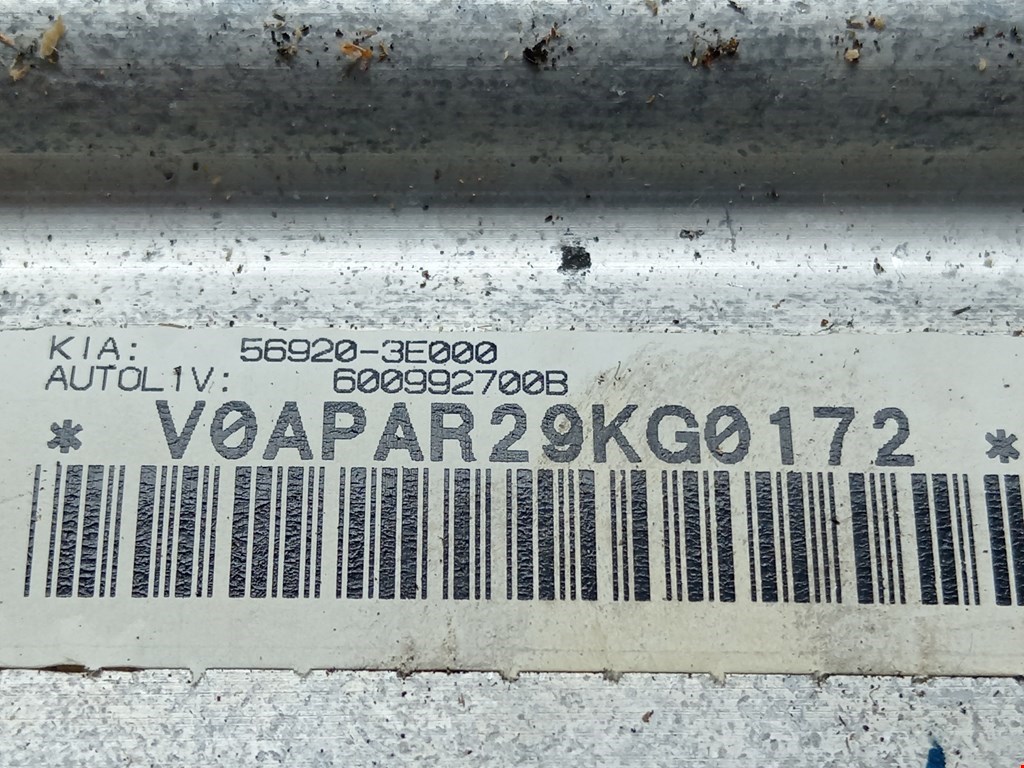 KIA: 56920-3E000
AUTOLIV: 600992700B
* V0APAR29KG0172 *